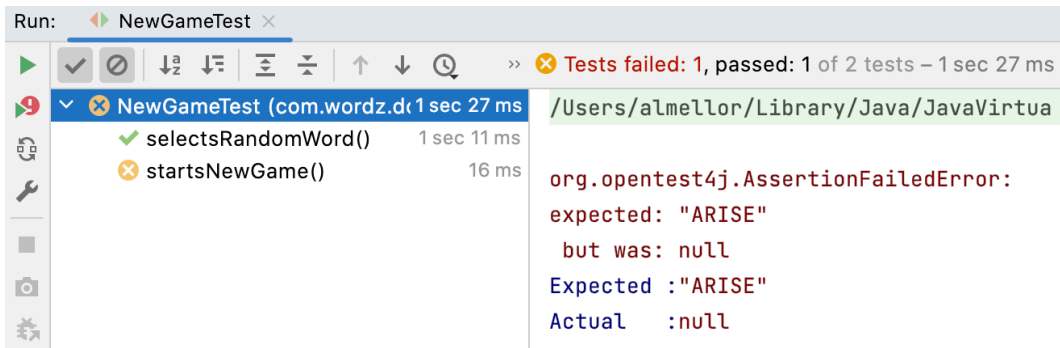 Run: NewGameTest
Tests failed: 1, passed: 1 of 2 tests – 1 sec 27 ms
NewGameTest (com.wordz.do 1 sec 27 ms
selectsRandomWord() 1 sec 11 ms
startsNewGame() 16 ms
/Users/almellor/Library/Java/JavaVirtua
org.opentest4j.AssertionFailedError:
expected: "ARISE"
but was: null
Expected :"ARISE"
Actual :null